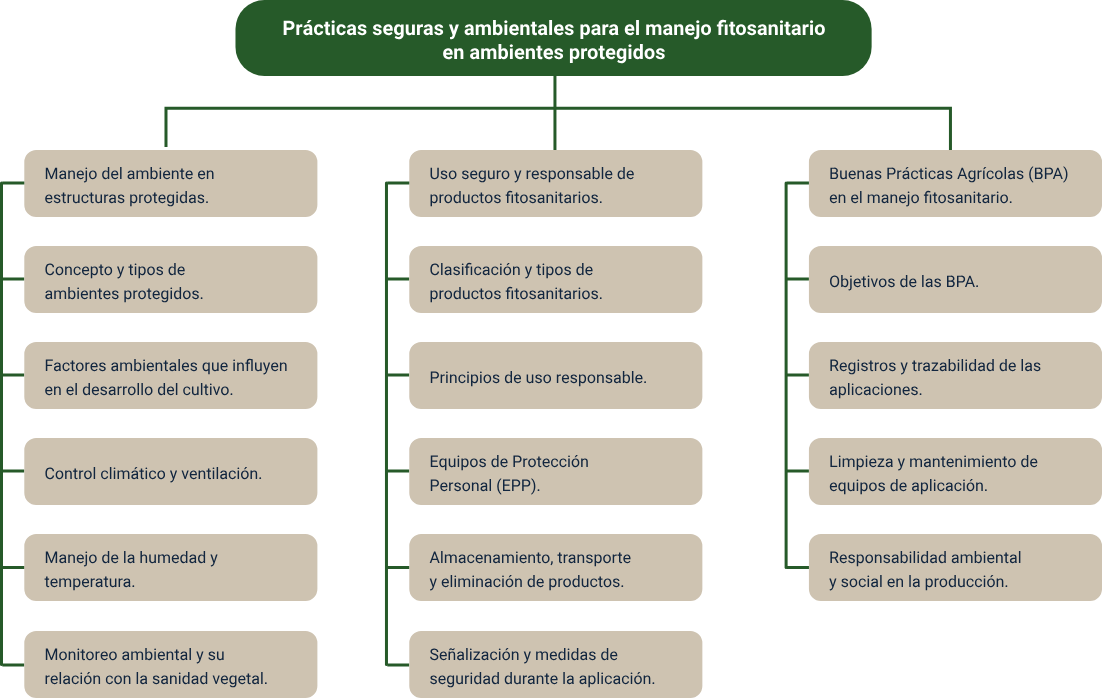 Prácticas seguras y ambientales para el manejo fitosanitario
en ambientes protegidos
Manejo del ambiente en
estructuras protegidas.
Concepto y tipos de
ambientes protegidos.
Factores ambientales que influyen
en el desarrollo del cultivo.
Control climático y ventilación.
Manejo de la humedad y
temperatura.
Monitoreo ambiental y su
relación con la sanidad vegetal.
Uso seguro y responsable de
productos fitosanitarios.
Clasificación y tipos de
productos fitosanitarios.
Principios de uso responsable.
Equipos de Protección
Personal (EPP).
Almacenamiento, transporte
y eliminación de productos.
Señalización y medidas de
seguridad durante la aplicación.
Buenas Prácticas Agrícolas (BPA)
en el manejo fitosanitario.
Objetivos de las BPA.
Registros y trazabilidad de las
aplicaciones.
Limpieza y mantenimiento de
equipos de aplicación.
Responsabilidad ambiental
y social en la producción.